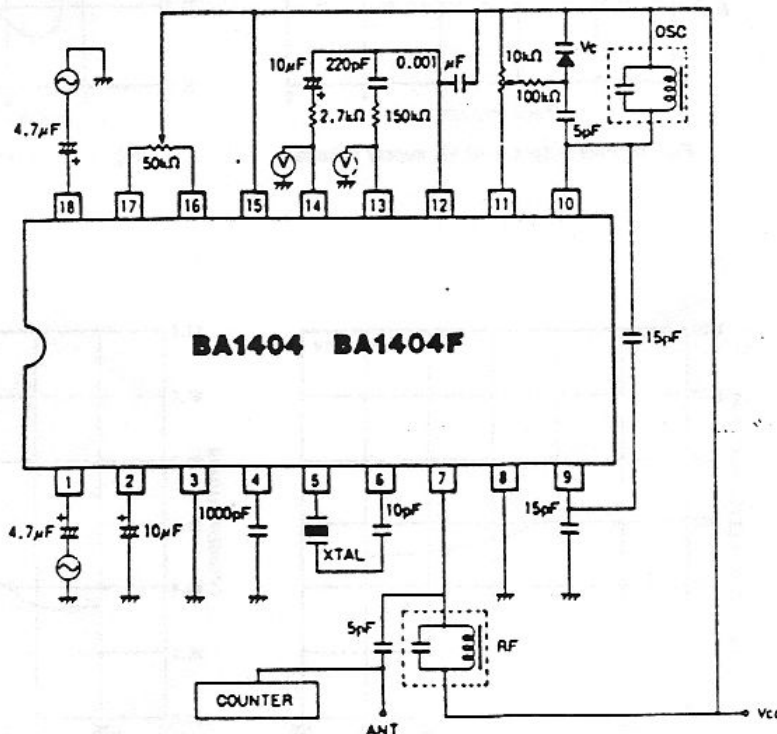 10μF 220pF 0.001 μF 10kΩ Vc OSC
100kΩ
4.7μF 2.7kΩ 150kΩ 5pF
50kΩ
V V
18 17 16 15 14 13 12 11 10
BA1404 BA1404F
15pF
1 2 3 4 5 6 7 8 9
4.7μF 10μF 1000pF 10pF 15pF
XTAL
5pF RF
COUNTER
ANT